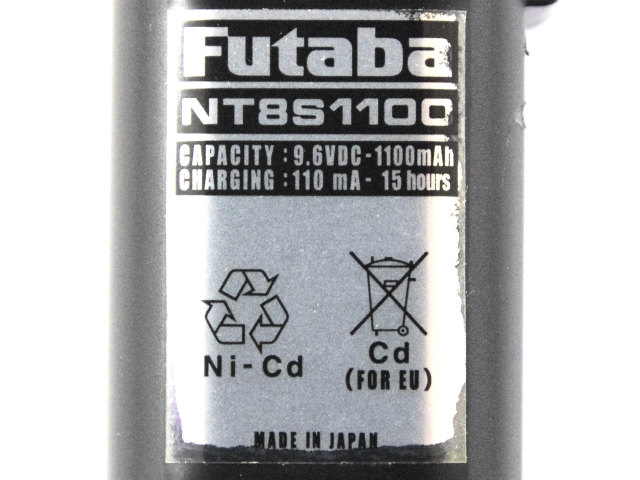 Futaba
NT8S1100
CAPACITY : 9.6VDC - 1100mAh
CHARGING : 110 mA - 15 hours
Ni - Cd
Cd
(FOR EU)
MADE IN JAPAN